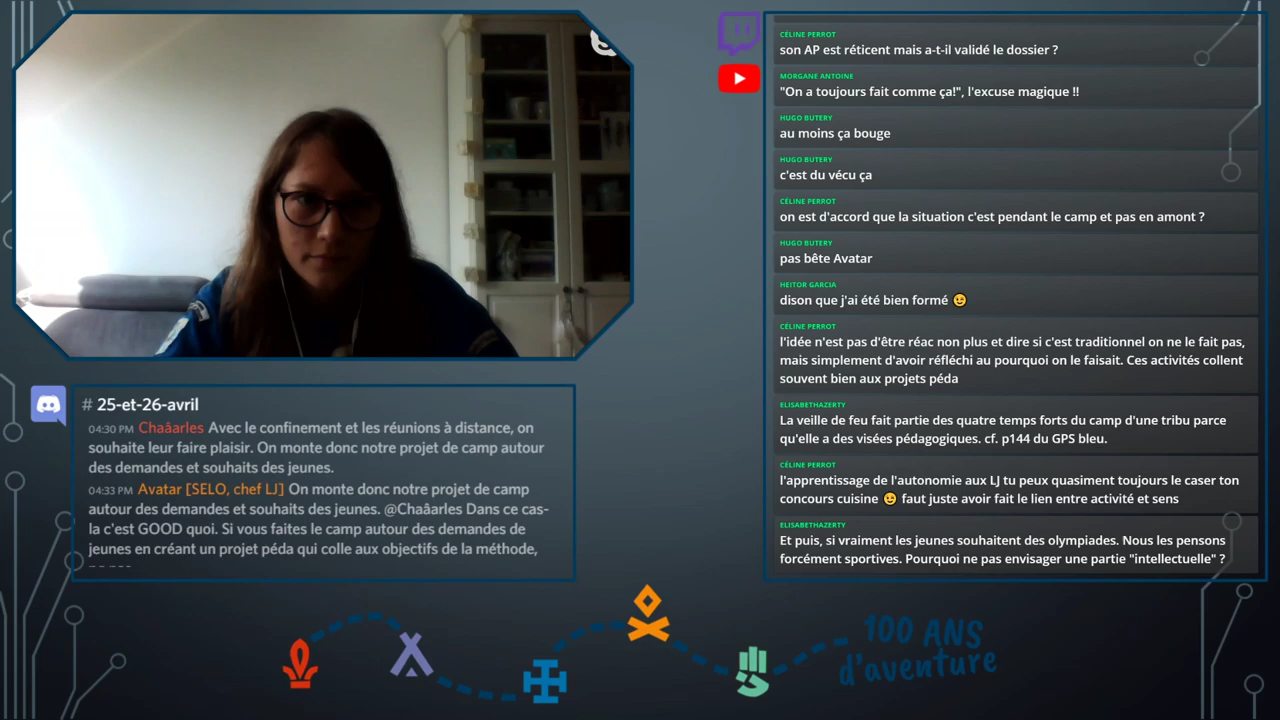 CÉLINE PERROT
son AP est réticent mais a-t-il validé le dossier ?
MORGANE ANTOINE
"On a toujours fait comme ça!", l'excuse magique !!
HUGO BUTERY
au moins ça bouge
HUGO BUTERY
c'est du vécu ça
CÉLINE PERROT
on est d'accord que la situation c'est pendant le camp et pas en amont ?
HUGO BUTERY
pas bête Avatar
HEITOR GARCIA
dison que j'ai été bien formé 😉
CÉLINE PERROT
l'idée n'est pas d'être réac non plus et dire si c'est traditionnel on ne le fait pas,
mais simplement d'avoir réfléchi au pourquoi on le faisait. Ces activités collent
souvent bien aux projets péda
ELISABETHAZERTY
La veille de feu fait partie des quatre temps forts du camp d'une tribu parce
qu'elle a des visées pédagogiques. cf. p144 du GPS bleu.
CÉLINE PERROT
l'apprentissage de l'autonomie aux LJ tu peux quasiment toujours le caser ton
concours cuisine 😉 faut juste avoir fait le lien entre activité et sens
ELISABETHAZERTY
Et puis, si vraiment les jeunes souhaitent des olympiades. Nous les pensons
forcément sportives. Pourquoi ne pas envisager une partie "intellectuelle" ?
# 25-et-26-avril
04:30 PM Chaâarles Avec le confinement et les réunions à distance, on
souhaite leur faire plaisir. On monte donc notre projet de camp autour
des demandes et souhaits des jeunes.
04:33 PM Avatar [SELO, chef LJ] On monte donc notre projet de camp
autour des demandes et souhaits des jeunes. @Chaâarles Dans ce cas-
la c'est GOOD quoi. Si vous faites le camp autour des demandes de
jeunes en créant un projet péda qui colle aux objectifs de la méthode,
100 ANS
d'aventure